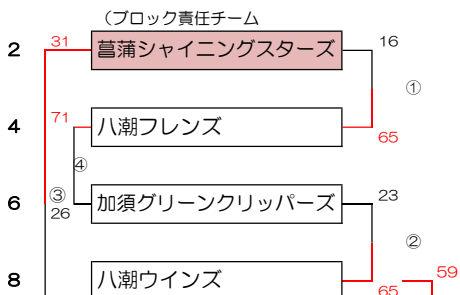 （ブロック責任チーム
2 31 菖蒲シャイニングスターズ 16
①
4 71 八潮フレンズ 65
④
6 ③ 26 加須グリーンクリッパーズ 23
②
8 八潮ウインズ 65 59